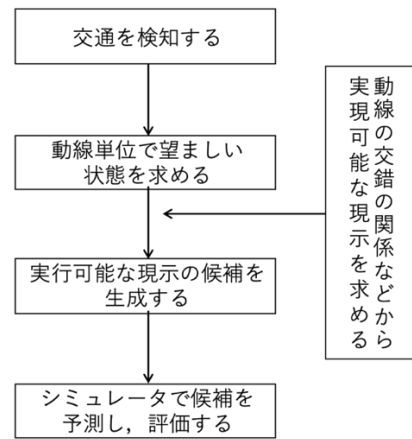 交通を検知する
動線単位で望ましい
状態を求める
動線の交錯の関係などから
実現可能な現示を求める
実行可能な現示の候補を
生成する
シミュレータで候補を
予測し，評価する